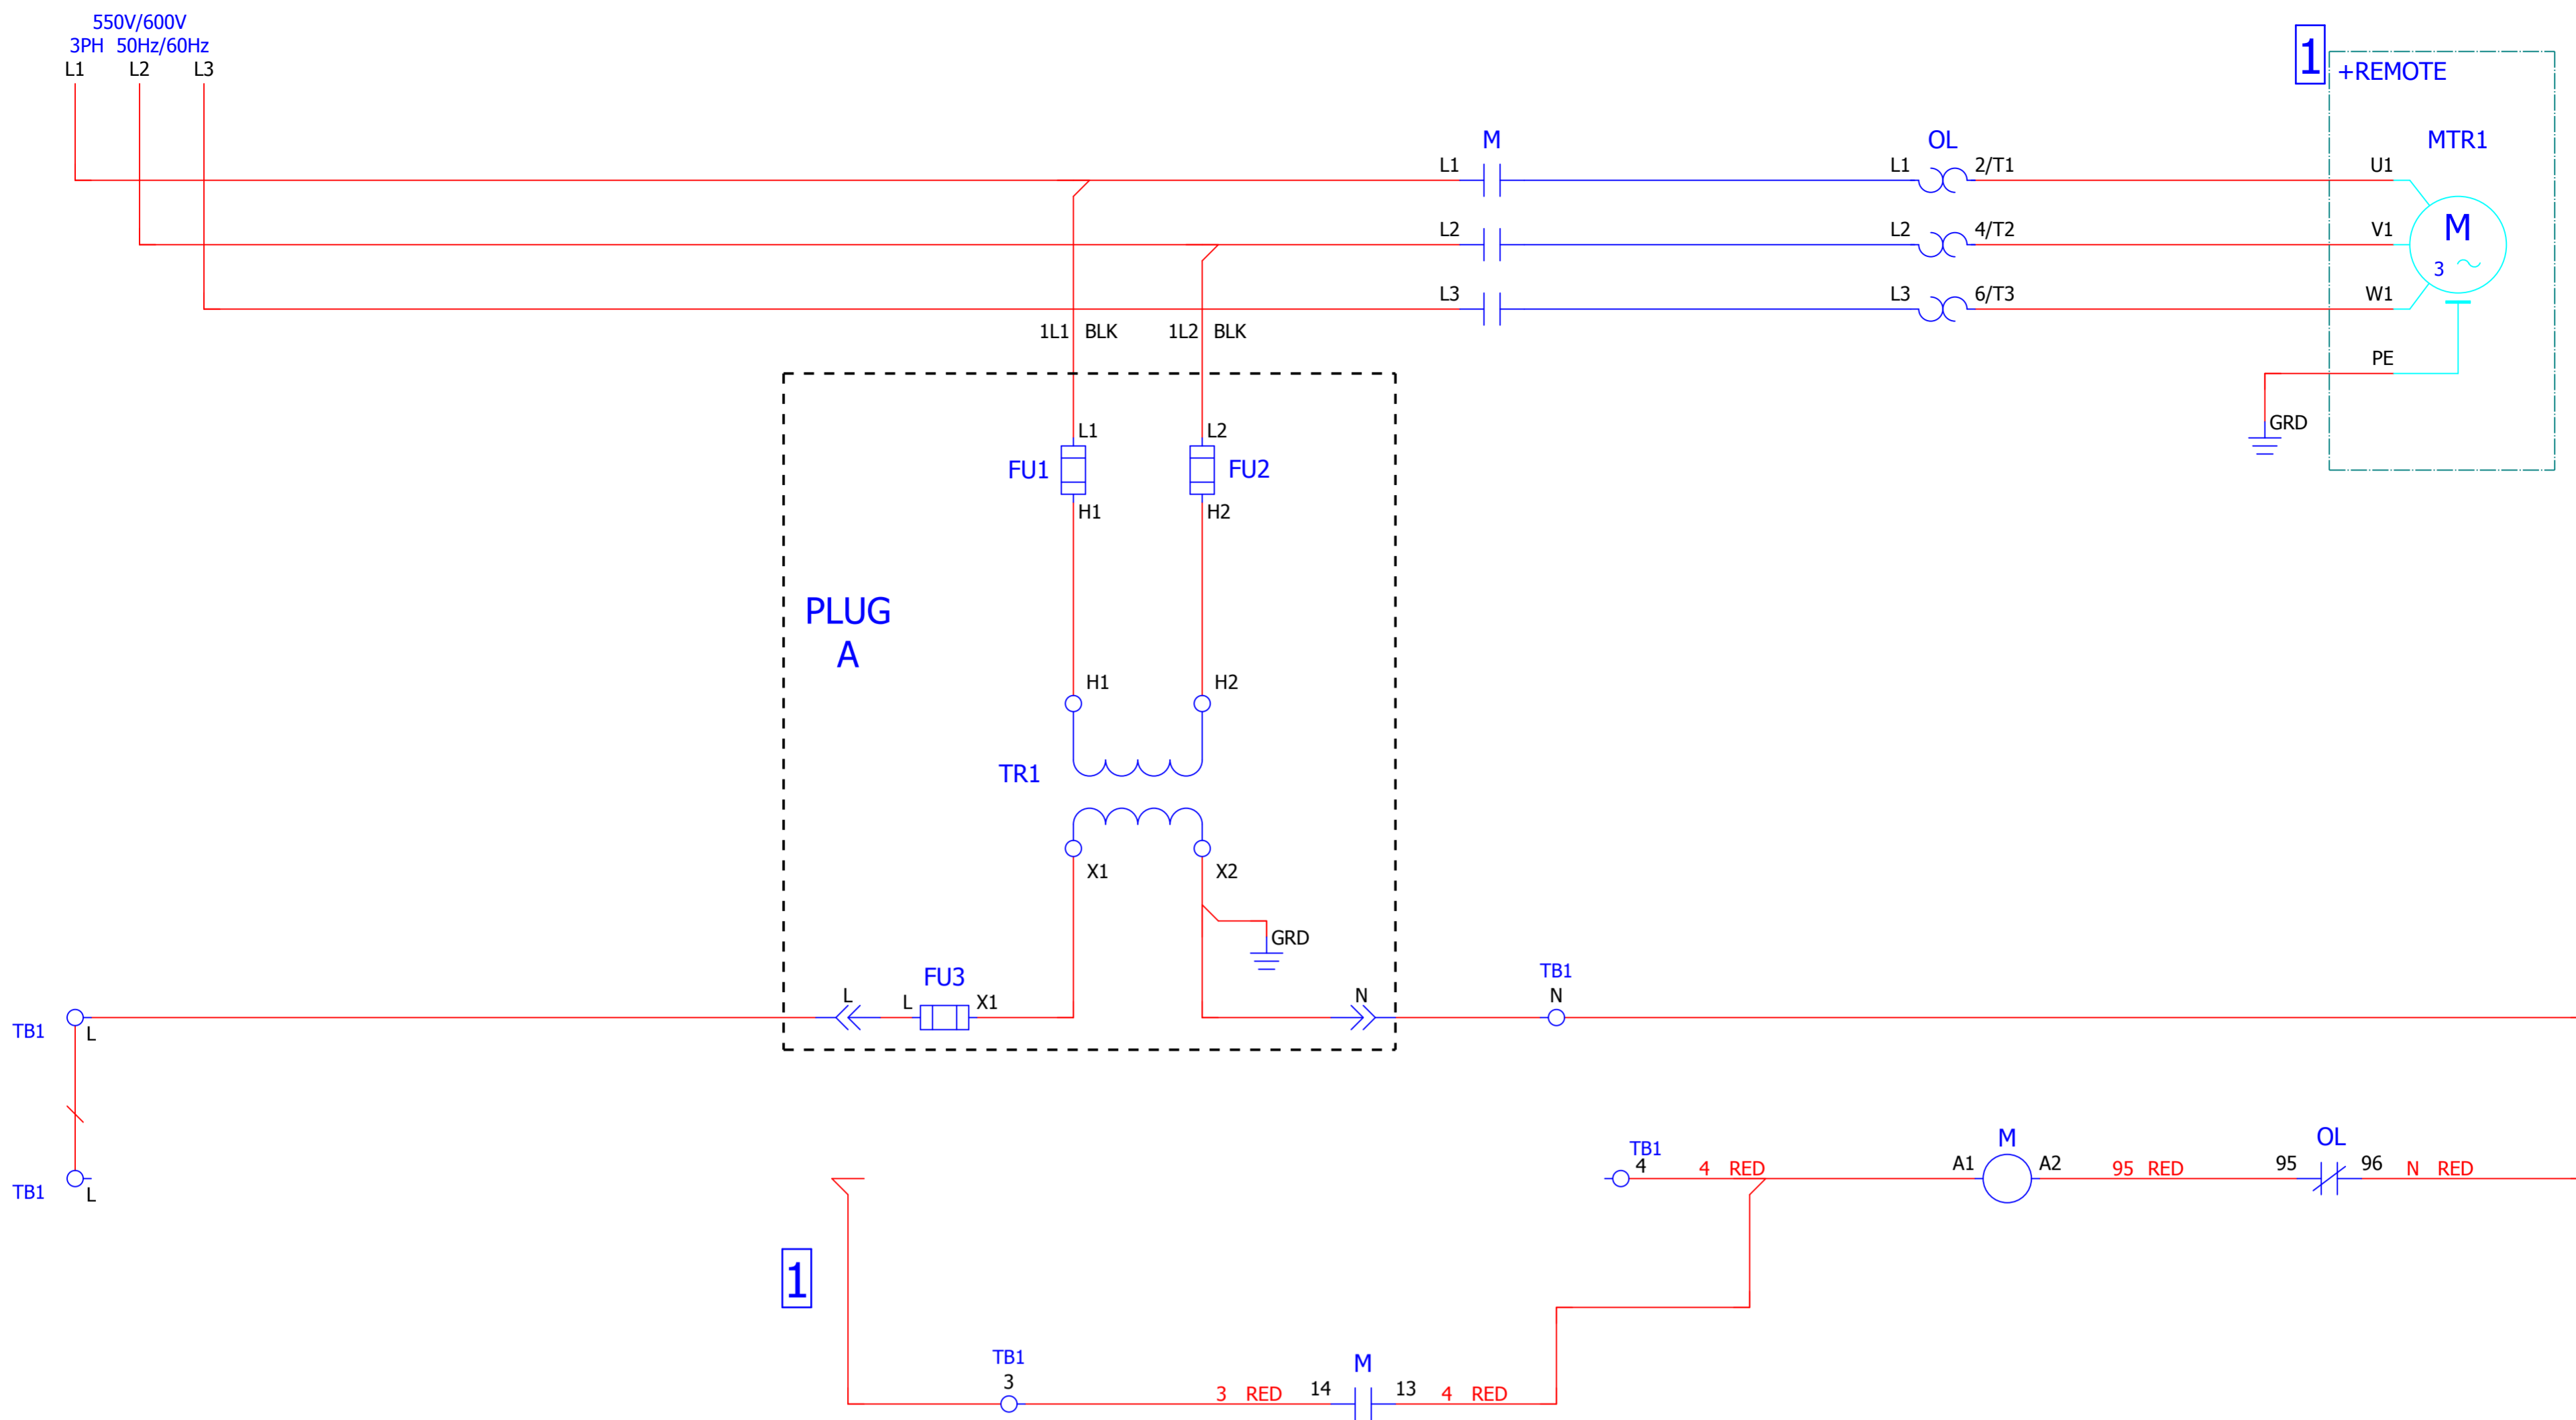 550V/600V
3PH 50Hz/60Hz
L1 L2 L3
1
+REMOTE
M
OL
MTR1
L1
L1 2/T1
U1
L2
L2 4/T2
V1
M
3
L3
L3 6/T3
W1
1L1 BLK
1L2 BLK
PE
GRD
L1
L2
FU1
FU2
H1
H2
PLUG
A
H1
H2
TR1
X1
X2
GRD
FU3
L
L X1
N
TB1
N
TB1
L
TB1
L
TB1
4
4 RED
M
A1 A2
95 RED
OL
95 96
N RED
1
TB1
3
3 RED
M
14 13
4 RED